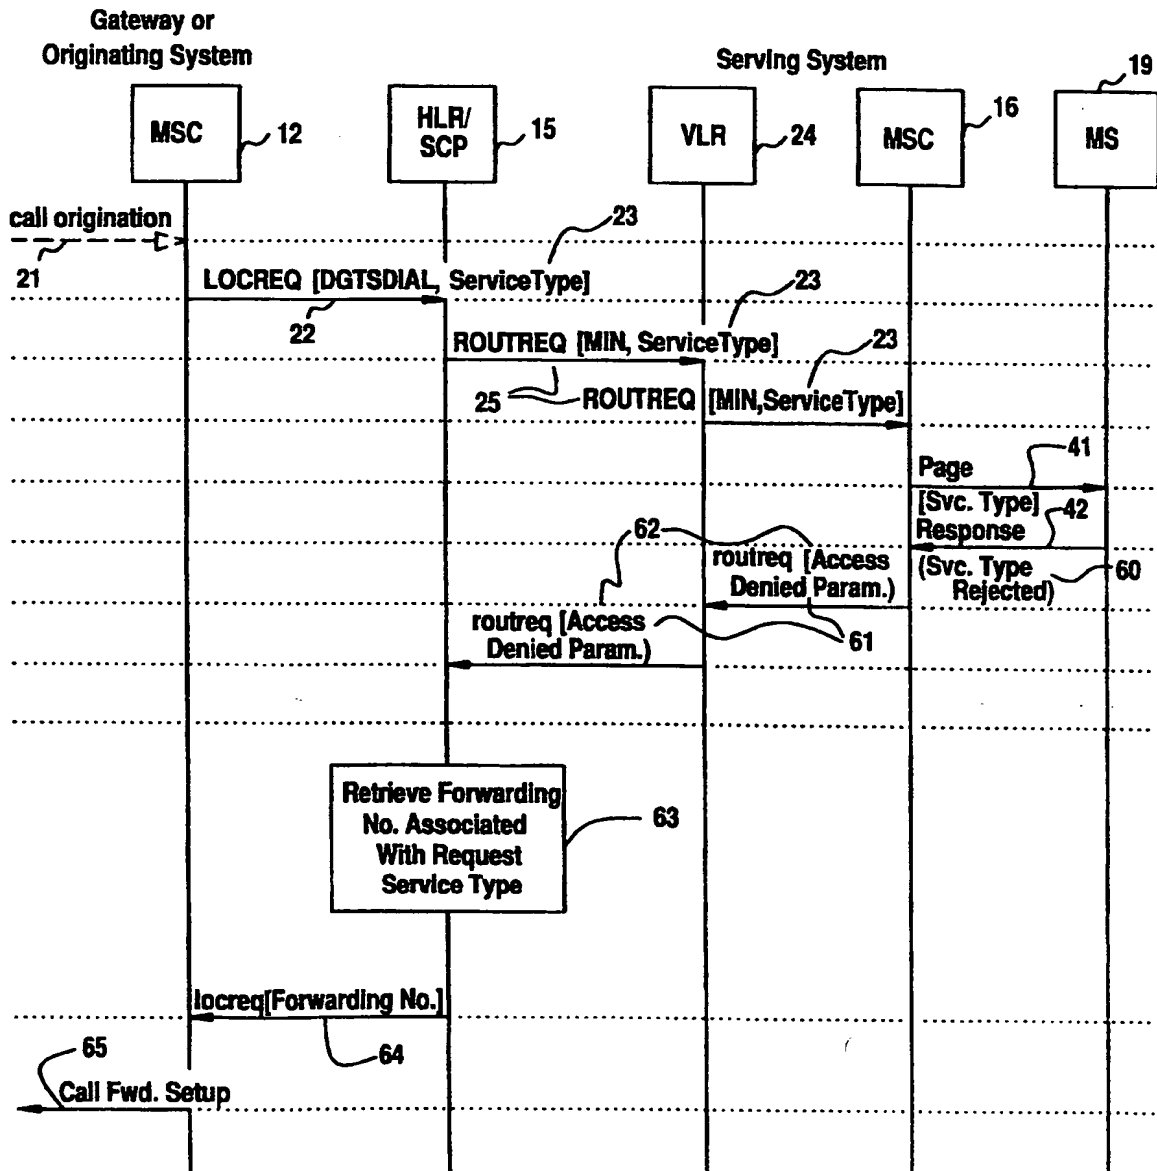 Gateway or
Originating System
Serving System
MSC
12
HLR/
SCP
15
VLR
24
MSC
16
MS
19
call origination
21
23
LOCREQ [DGTSDIAL, ServiceType]
22
23
ROUTREQ [MIN, ServiceType]
23
25
ROUTREQ [MIN,ServiceType]
41
Page
[Svc. Type]
42
Response
62
routreq [Access
Denied Param.)
(Svc. Type
Rejected)
60
routreq [Access
Denied Param.)
61
Retrieve Forwarding
No. Associated
With Request
Service Type
63
locreq[Forwarding No.]
64
65
Call Fwd. Setup